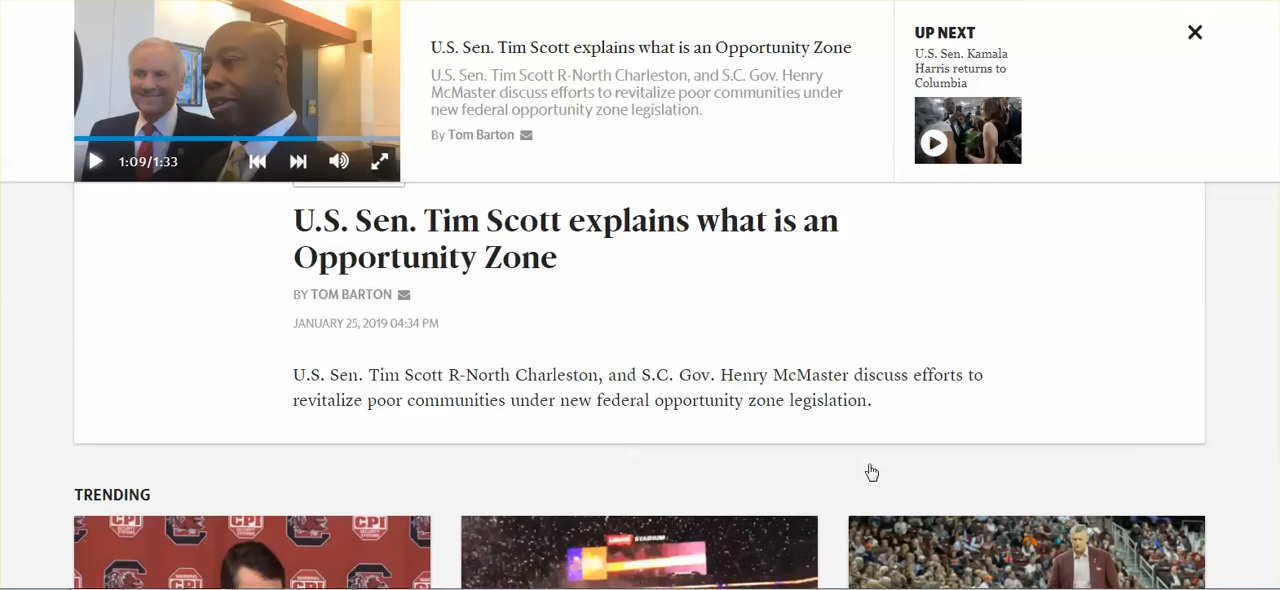 U.S. Sen. Tim Scott explains what is an Opportunity Zone
U.S. Sen. Tim Scott R-North Charleston, and S.C. Gov. Henry
McMaster discuss efforts to revitalize poor communities under
new federal opportunity zone legislation.
By Tom Barton
1:09/1:33
UP NEXT
U.S. Sen. Kamala
Harris returns to
Columbia
U.S. Sen. Tim Scott explains what is an
Opportunity Zone
BY TOM BARTON
JANUARY 25, 2019 04:34 PM
U.S. Sen. Tim Scott R-North Charleston, and S.C. Gov. Henry McMaster discuss efforts to
revitalize poor communities under new federal opportunity zone legislation.
TRENDING
CPI CPI CPI
STADIUM